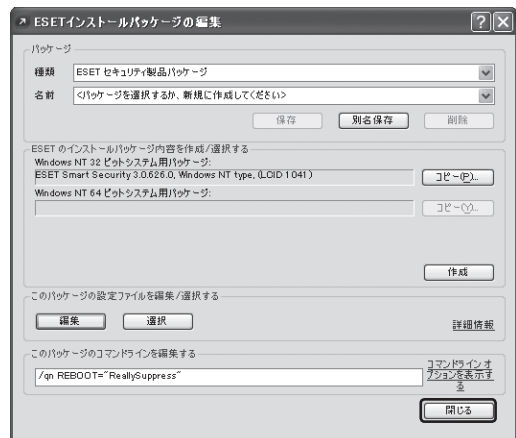 ESETインストールパッケージの編集
パッケージ
種類
ESET セキュリティ製品パッケージ
名前
<パッケージを選択するか、新規に作成してください>
保存
別名保存
削除
ESET のインストールパッケージ内容を作成/選択する
Windows NT 32 ビットシステム用パッケージ:
ESET Smart Security 3.0.626.0, Windows NT type, (LCID 1041)
コピー(P)...
Windows NT 64 ビットシステム用パッケージ:
コピー(Y)...
作成
このパッケージの設定ファイルを編集/選択する
編集
選択
詳細情報
このパッケージのコマンドラインを編集する
/qn REBOOT="ReallySuppress"
コマンドライン オ
プションを表示す
る
閉じる